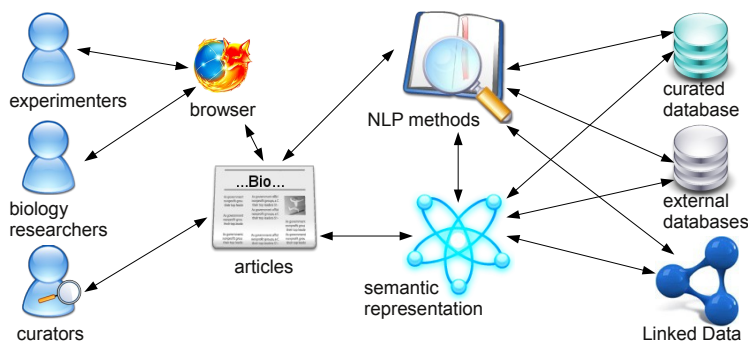 experimenters
browser
NLP methods
curated
database
biology
researchers
...Bio...
articles
semantic
representation
external
databases
curators
Linked Data